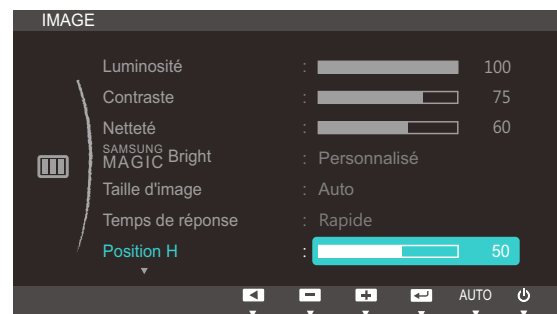 IMAGE
Luminosité : 100
Contraste : 75
Netteté : 60
SAMSUNG
MAGIC Bright : Personnalisé
Taille d'image : Auto
Temps de réponse : Rapide
Position H : 50
AUTO